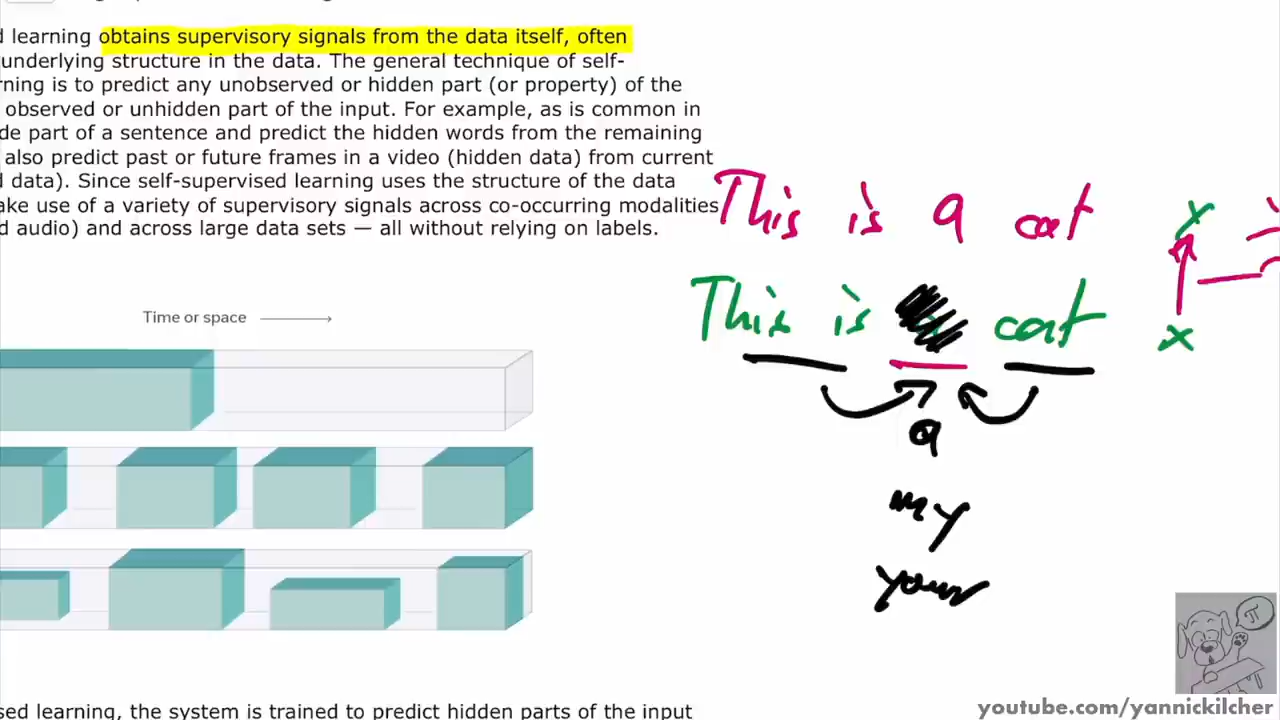 d learning obtains supervisory signals from the data itself, often
underlying structure in the data. The general technique of self-
rning is to predict any unobserved or hidden part (or property) of the
observed or unhidden part of the input. For example, as is common in
de part of a sentence and predict the hidden words from the remaining
also predict past or future frames in a video (hidden data) from current
d data). Since self-supervised learning uses the structure of the data
ake use of a variety of supervisory signals across co-occurring modalities
d audio) and across large data sets — all without relying on labels.
This is a cat
Y
This is cat
x
Time or space
a
my
your
π
sed learning, the system is trained to predict hidden parts of the input
youtube.com/yannickilcher